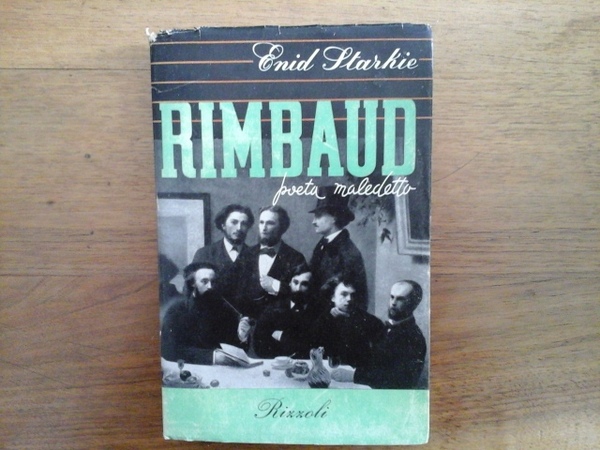 Enid Starkie
RIMBAUD
poeta maledetto
Rizzoli